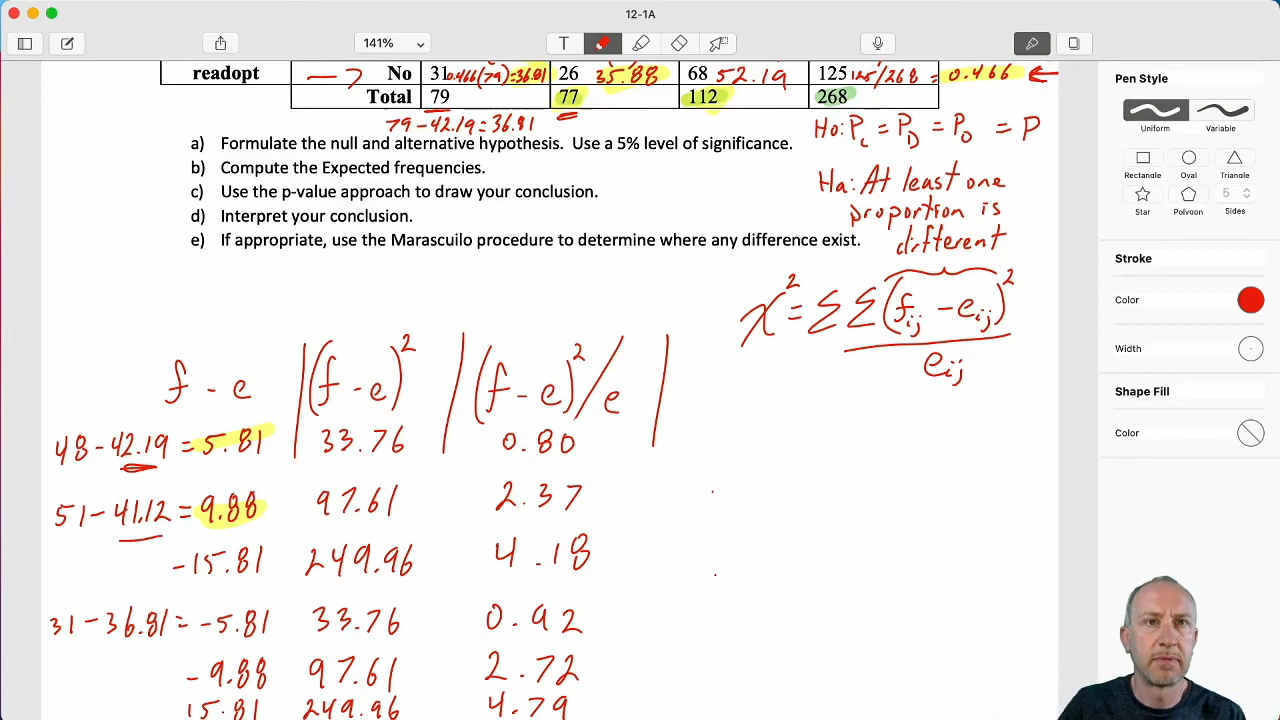 12-1A
141%
T
readopt → No 31 0.466(79)=36.81 26 35.88 68 52.19 125 125/268 = 0.466 ←
Total 79 77 112 268
79 - 42.19 = 36.81
Ho: P_L = P_D = P_O = P
a) Formulate the null and alternative hypothesis. Use a 5% level of significance.
b) Compute the Expected frequencies.
c) Use the p-value approach to draw your conclusion.
d) Interpret your conclusion.
e) If appropriate, use the Marascuilo procedure to determine where any difference exist.
Ha: At least one
proportion is
different
χ² = Σ Σ (f_ij - e_ij)²
e_ij
f - e | (f - e)² | (f - e)²/e |
48 - 42.19 = 5.81 33.76 0.80
51 - 41.12 = 9.88 97.61 2.37
-15.81 249.96 4.18
31 - 36.81 = -5.81 33.76 0.92
-9.88 97.61 2.72
15.81 249.96 4.79
Pen Style
Uniform Variable
Rectangle Oval Triangle
Star Polygon Sides
5
Stroke
Color
Width
Shape Fill
Color